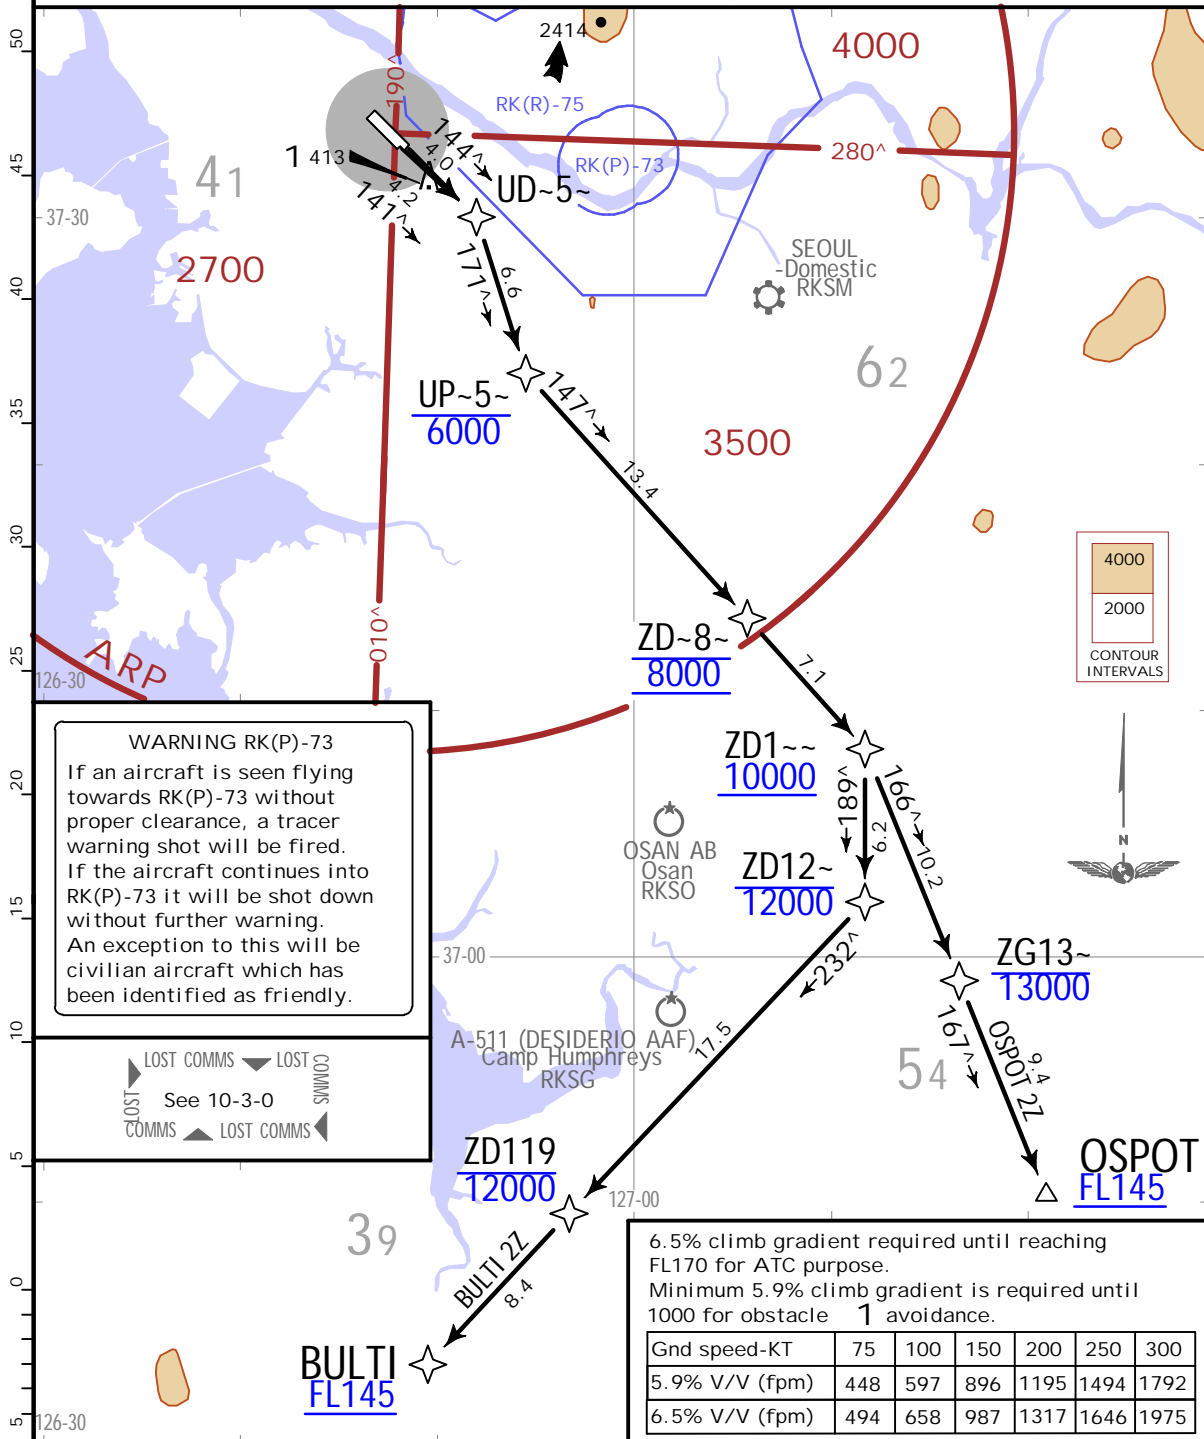 50
2414
4000
190^
RK(R)-75
144^
4.0
280^
RK(P)-73
45
1 413
41
4.2
141^
UD~5~
37-30
SEOUL
-Domestic
RKSM
2700
171^
6.6
40
62
UP~5~
6000
147^
35
3500
13.4
30
4000
2000
CONTOUR
INTERVALS
010^
ZD~8~
8000
ARP
25
126-30
7.1
WARNING RK(P)-73
If an aircraft is seen flying
towards RK(P)-73 without
proper clearance, a tracer
warning shot will be fired.
If the aircraft continues into
RK(P)-73 it will be shot down
without further warning.
An exception to this will be
civilian aircraft which has
been identified as friendly.
ZD1~~
10000
20
189^
6.2
166^
10.2
N
OSAN AB
Osan
RKSO
ZD12~
12000
15
37-00
232^
ZG13~
13000
10
A-511 (DESIDERIO AAF)
Camp Humphreys
RKSG
17.5
54
167^
OSPOT 2Z
9.4
LOST COMMS
LOST COMMS
See 10-3-0
LOST COMMS
LOST COMMS
5
ZD119
12000
127-00
OSPOT
FL145
39
BULTI 2Z
8.4
0
BULTI
FL145
5
126-30
6.5% climb gradient required until reaching
FL170 for ATC purpose.
Minimum 5.9% climb gradient is required until
1000 for obstacle 1 avoidance.
Gnd speed-KT 75 100 150 200 250 300
5.9% V/V (fpm) 448 597 896 1195 1494 1792
6.5% V/V (fpm) 494 658 987 1317 1646 1975